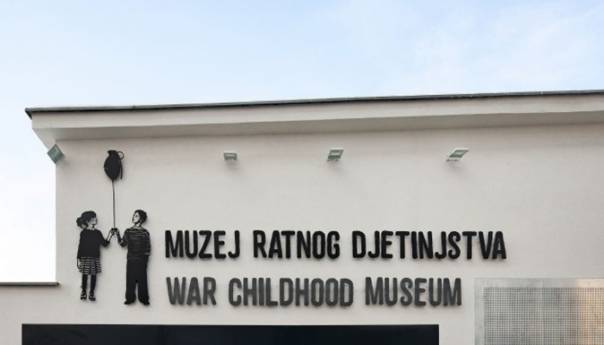 MUZEJ RATNOG DJETINJSTVA
WAR CHILDHOOD MUSEUM